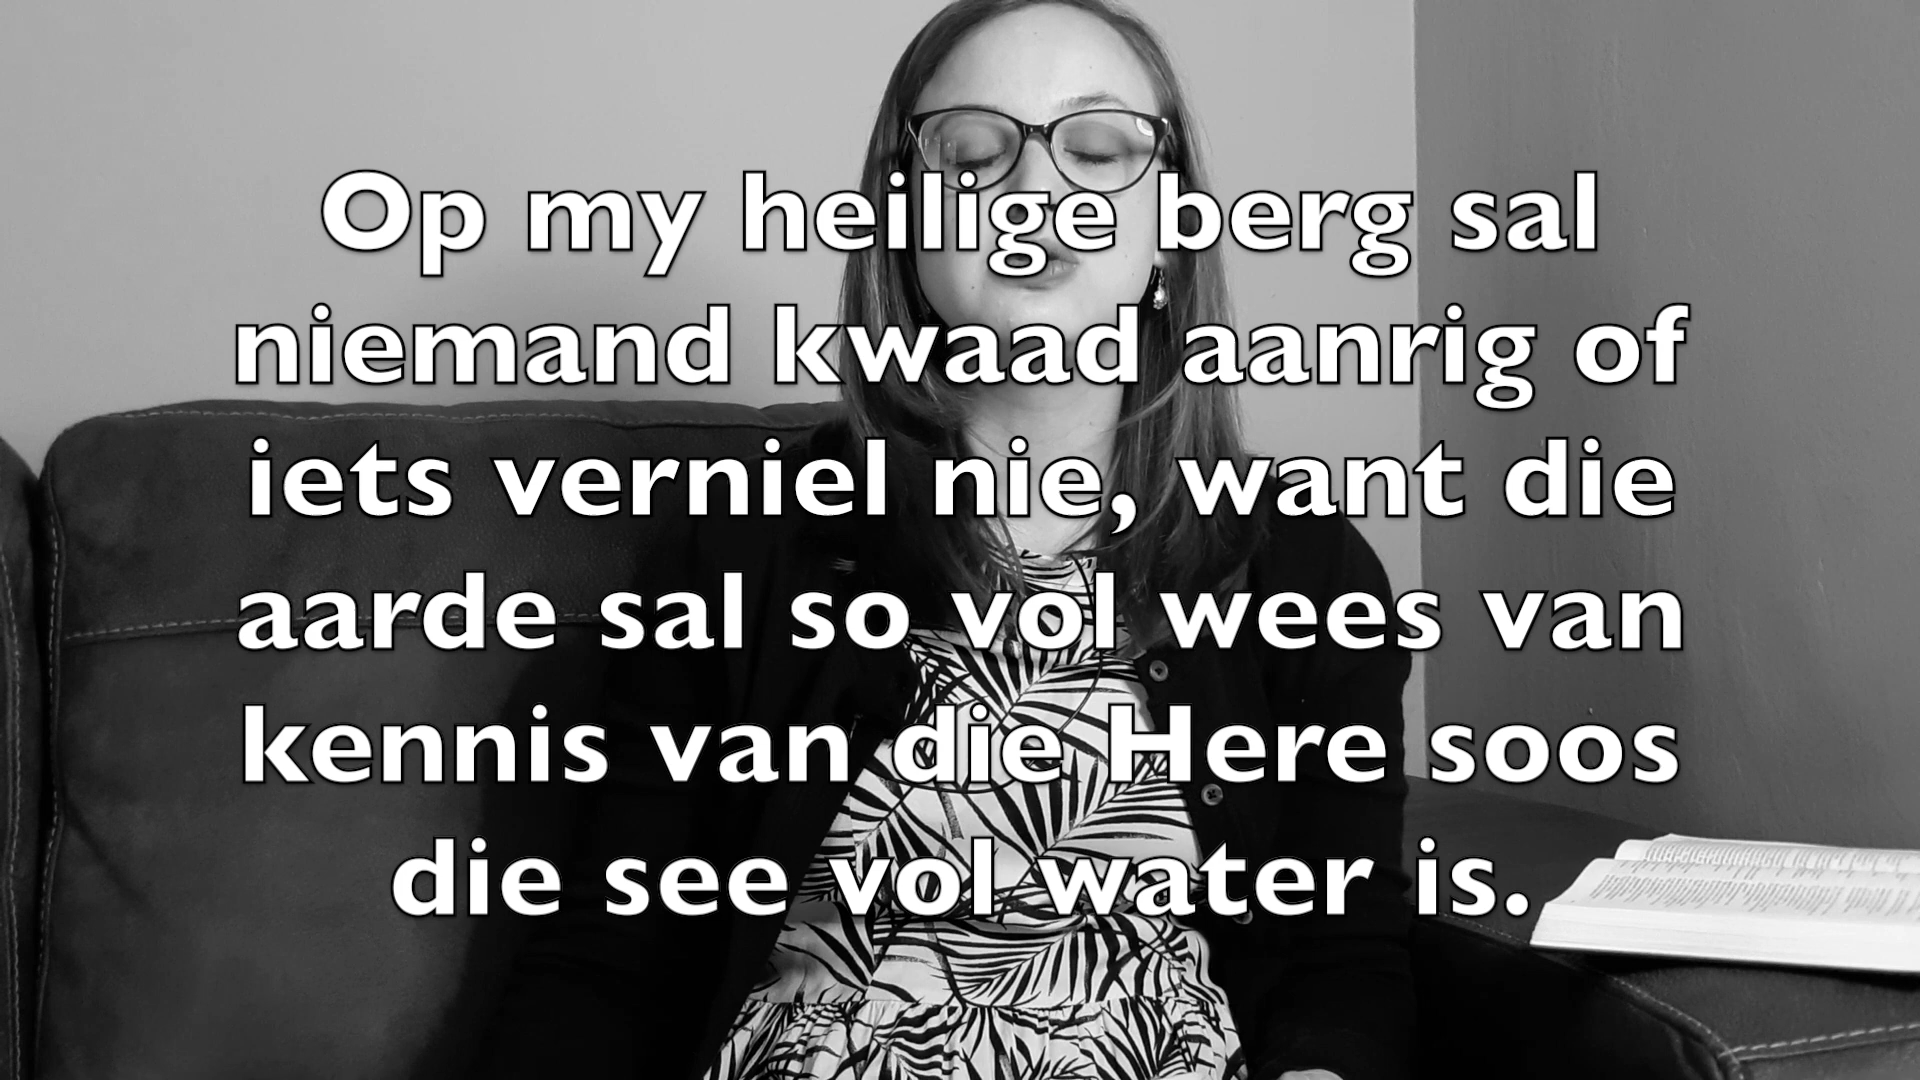 Op my heilige berg sal
niemand kwaad aanrig of
iets verniel nie, want die
aarde sal so vol wees van
kennis van die Here soos
die see vol water is.